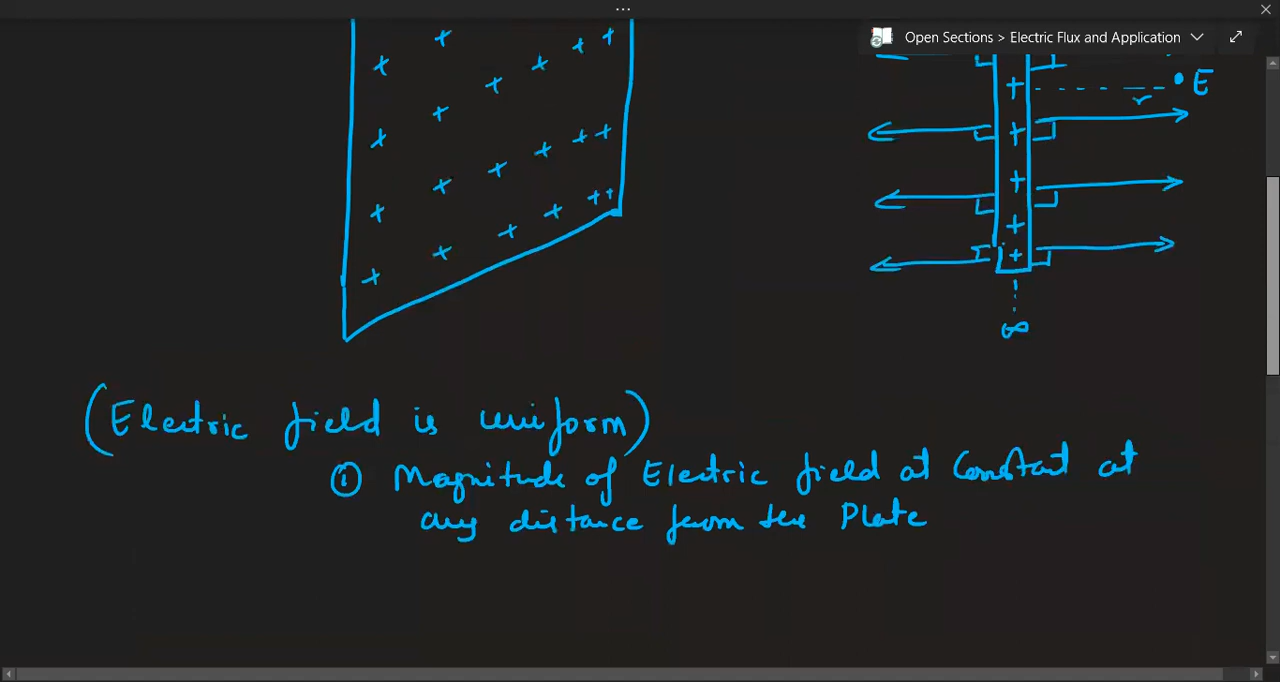 Open Sections > Electric Flux and Application
E
r
∞
(Electric field is uniform)
① Magnitude of Electric field at Constant at
any distance from the Plate